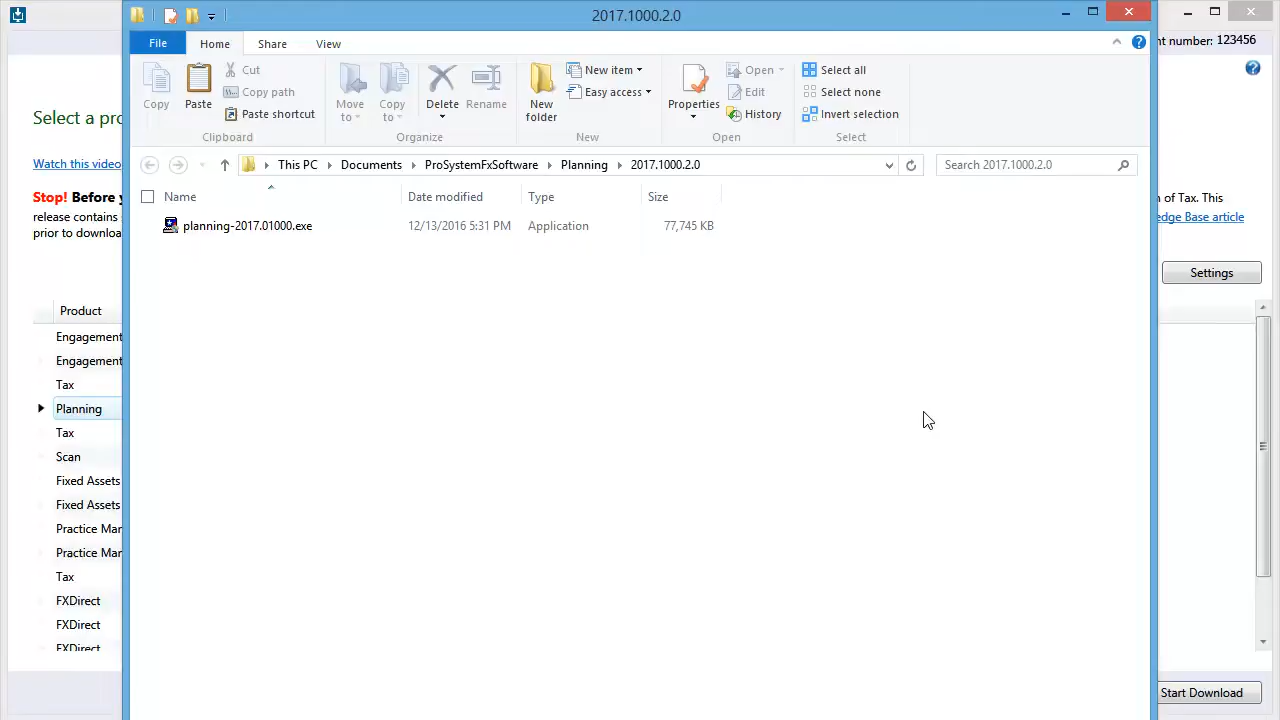 2017.1000.2.0
nt number: 123456
File Home Share View
Copy
Paste
Cut
Copy path
Paste shortcut
Clipboard
Move to
Copy to
Delete
Rename
Organize
New folder
New item
Easy access
New
Properties
Open
Edit
History
Open
Select all
Select none
Invert selection
Select
This PC Documents ProSystemFxSoftware Planning 2017.1000.2.0
Search 2017.1000.2.0
Name Date modified Type Size
planning-2017.01000.exe 12/13/2016 5:31 PM Application 77,745 KB
Select a pro
Watch this video
Stop! Before y
n of Tax. This
release contains
edge Base article
prior to downloa
Settings
Product
Engagement
Engagement
Tax
Planning
Tax
Scan
Fixed Assets
Fixed Assets
Practice Mar
Practice Mar
Tax
FXDirect
FXDirect
FXDirect
Start Download